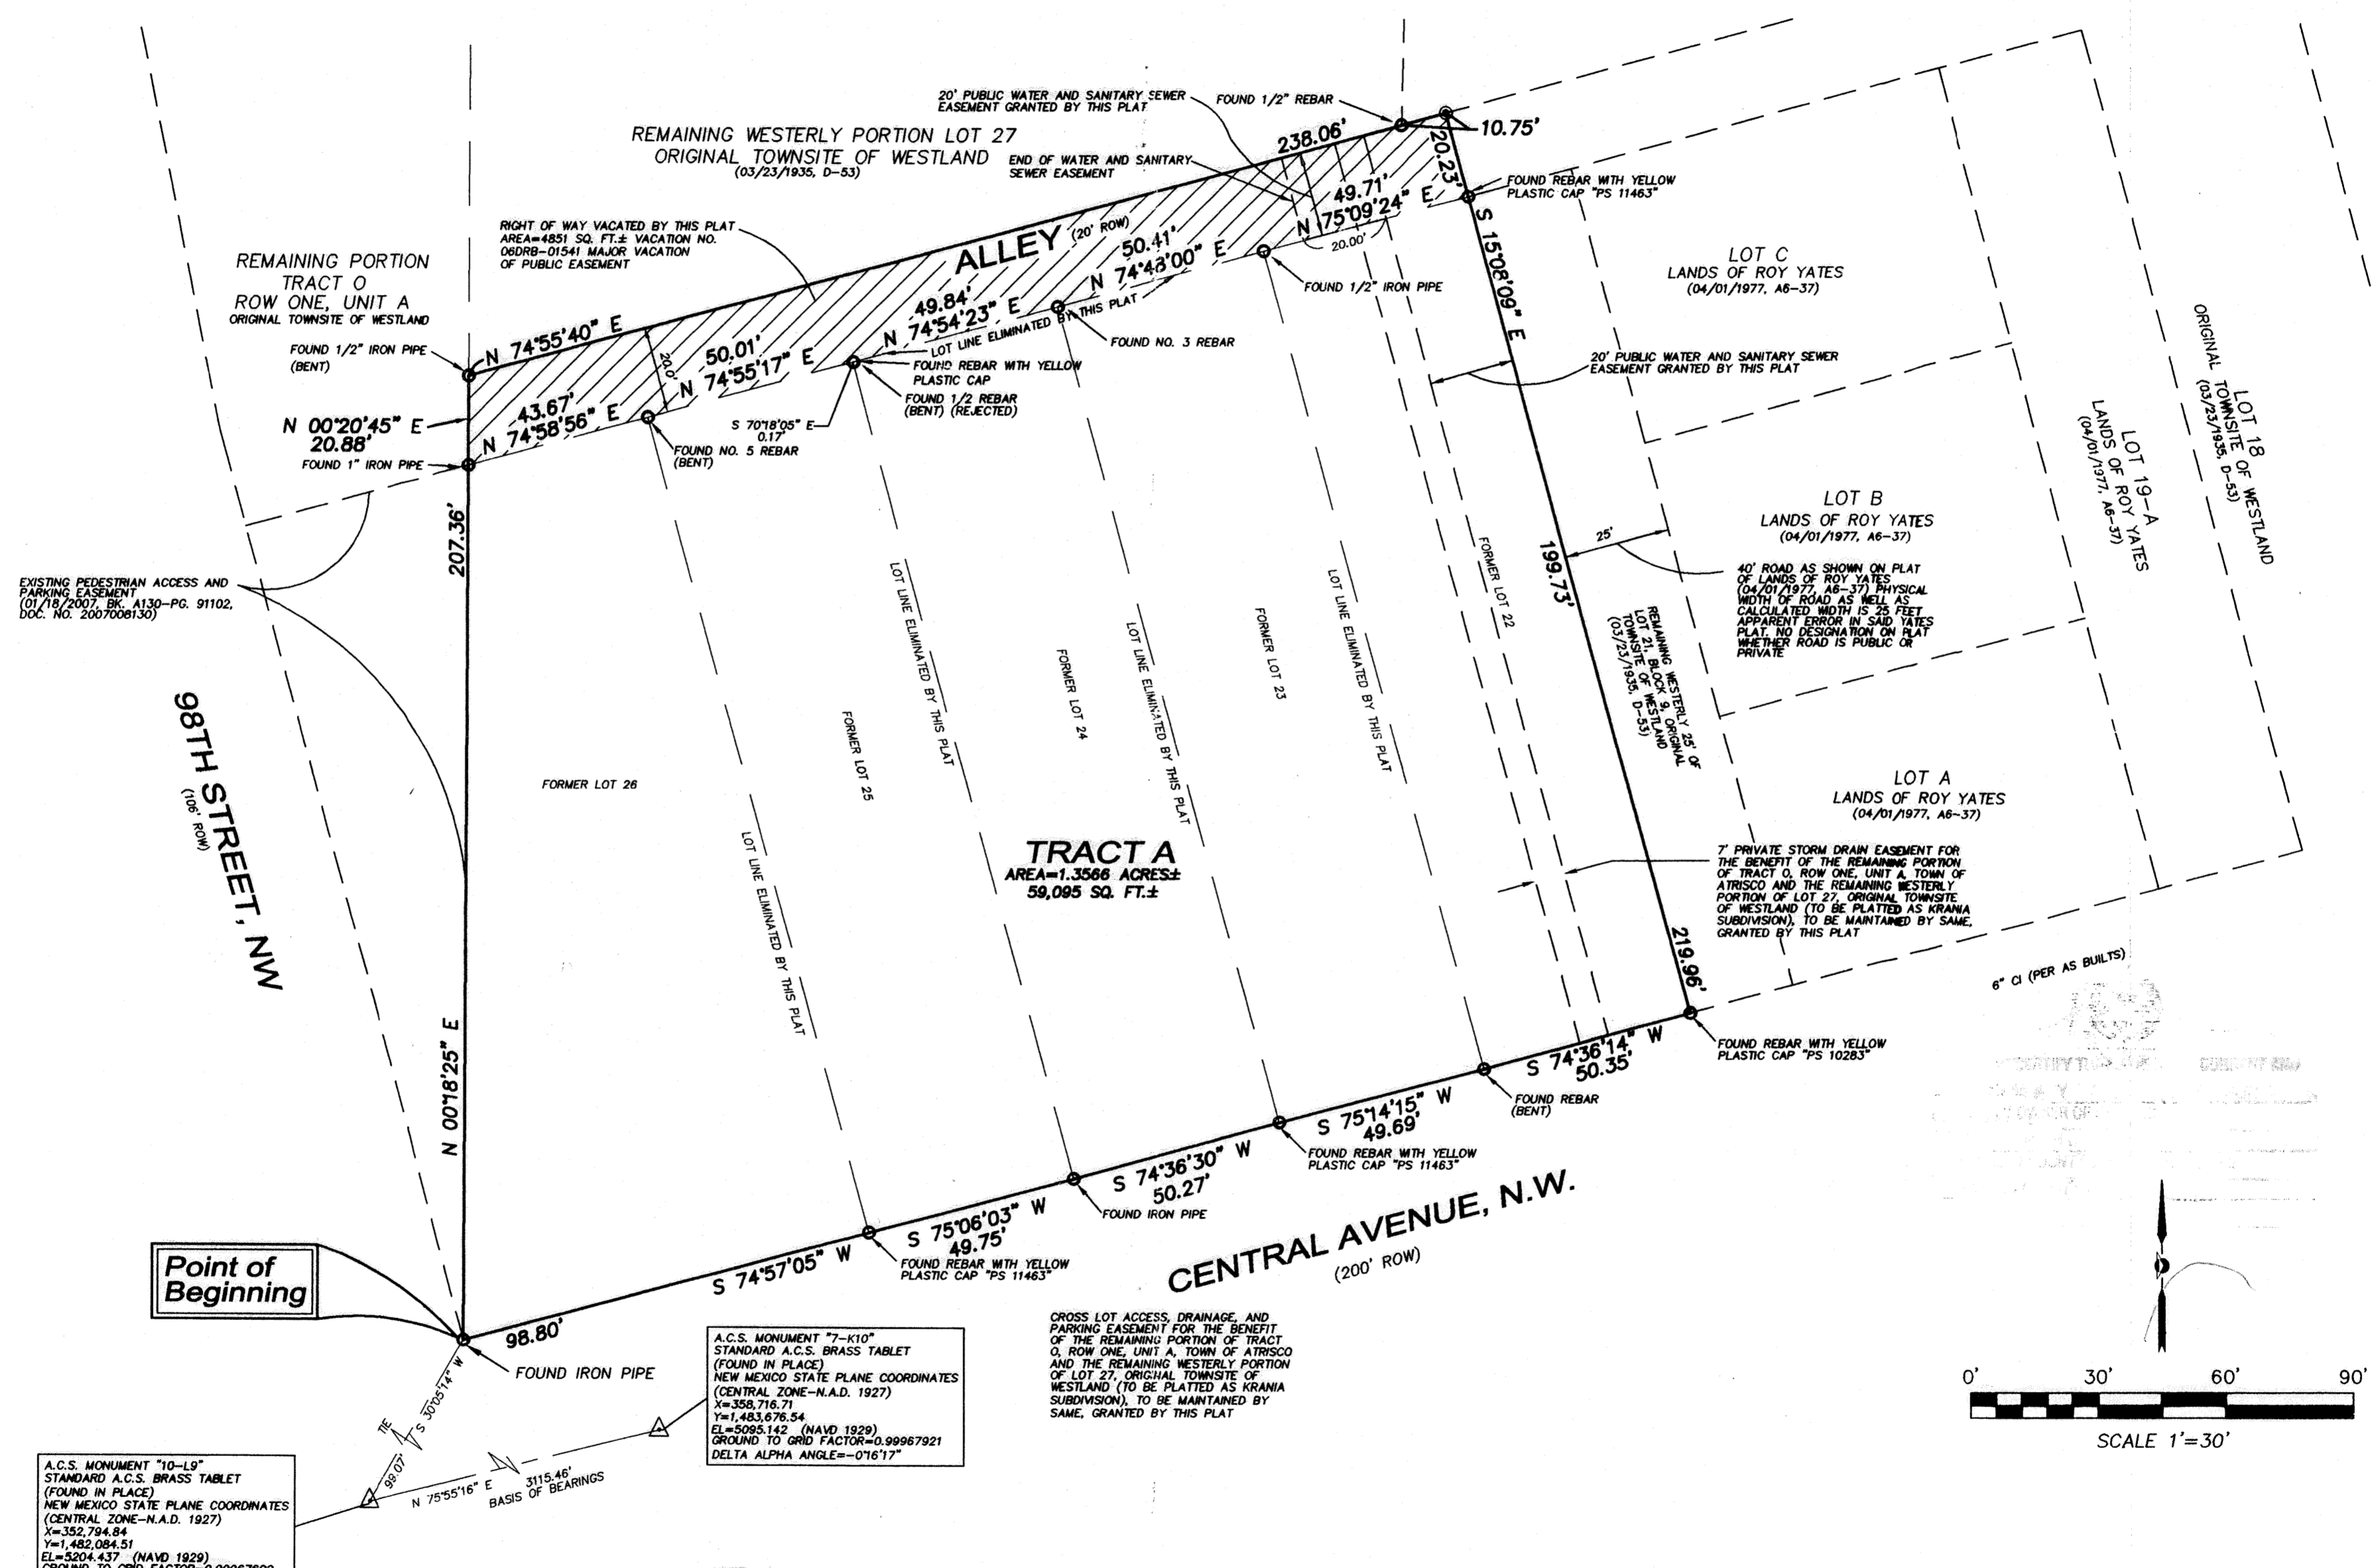 20' PUBLIC WATER AND SANITARY SEWER
EASEMENT GRANTED BY THIS PLAT
FOUND 1/2" REBAR
REMAINING WESTERLY PORTION LOT 27
ORIGINAL TOWNSITE OF WESTLAND
(03/23/1935, D-53)
END OF WATER AND SANITARY
SEWER EASEMENT
238.06'
10.75'
20.23'
FOUND REBAR WITH YELLOW
PLASTIC CAP "PS 11463"
49.71'
N 75°09'24" E
20.00'
RIGHT OF WAY VACATED BY THIS PLAT
AREA=4851 SQ. FT.± VACATION NO.
06DRB-01541 MAJOR VACATION
OF PUBLIC EASEMENT
ALLEY (20' ROW)
50.41'
N 74°48'00" E
FOUND 1/2" IRON PIPE
REMAINING PORTION
TRACT O
ROW ONE, UNIT A
ORIGINAL TOWNSITE OF WESTLAND
FOUND 1/2" IRON PIPE
(BENT)
N 74°55'40" E
20.0'
49.84'
N 74°54'23" E
LOT LINE ELIMINATED BY THIS PLAT
FOUND NO. 3 REBAR
50.01'
N 74°55'17" E
FOUND REBAR WITH YELLOW
PLASTIC CAP
FOUND 1/2 REBAR
(BENT) (REJECTED)
S 70°18'05" E
0.17'
43.67'
N 74°58'56" E
FOUND NO. 5 REBAR
(BENT)
N 00°20'45" E
20.88'
FOUND 1" IRON PIPE
S 15°08'09" E
20' PUBLIC WATER AND SANITARY SEWER
EASEMENT GRANTED BY THIS PLAT
LOT C
LANDS OF ROY YATES
(04/01/1977, A6-37)
LOT 18
ORIGINAL TOWNSITE OF WESTLAND
(03/23/1935, D-53)
LOT 19-A
LANDS OF ROY YATES
(04/01/1977, A6-37)
LOT B
LANDS OF ROY YATES
(04/01/1977, A6-37)
25'
40' ROAD AS SHOWN ON PLAT
OF LANDS OF ROY YATES
(04/01/1977, A6-37) PHYSICAL
WIDTH OF ROAD AS WELL AS
CALCULATED WIDTH IS 25 FEET
APPARENT ERROR IN SAID YATES
PLAT. NO DESIGNATION ON PLAT
WHETHER ROAD IS PUBLIC OR
PRIVATE
207.36'
EXISTING PEDESTRIAN ACCESS AND
PARKING EASEMENT
(01/18/2007, BK. A130-PG. 91102,
DOC. NO. 2007008130)
199.73'
REMAINING WESTERLY 25' OF
LOT 21, BLOCK 9, ORIGINAL
TOWNSITE OF WESTLAND
(03/23/1935, D-53)
98TH STREET, NW
(106' ROW)
FORMER LOT 26
LOT LINE ELIMINATED BY THIS PLAT
FORMER LOT 25
LOT LINE ELIMINATED BY THIS PLAT
FORMER LOT 24
LOT LINE ELIMINATED BY THIS PLAT
FORMER LOT 23
LOT LINE ELIMINATED BY THIS PLAT
FORMER LOT 22
TRACT A
AREA=1.3566 ACRES±
59,095 SQ. FT.±
LOT A
LANDS OF ROY YATES
(04/01/1977, A6-37)
7' PRIVATE STORM DRAIN EASEMENT FOR
THE BENEFIT OF THE REMAINING PORTION
OF TRACT O, ROW ONE, UNIT A, TOWN OF
ATRISCO AND THE REMAINING WESTERLY
PORTION OF LOT 27, ORIGINAL TOWNSITE
OF WESTLAND (TO BE PLATTED AS KRANIA
SUBDIVISION), TO BE MAINTAINED BY SAME,
GRANTED BY THIS PLAT
219.96'
6" CI (PER AS BUILTS)
N 00°18'25" E
FOUND REBAR WITH YELLOW
PLASTIC CAP "PS 10283"
S 74°36'14" W
50.35'
FOUND REBAR
(BENT)
S 75°14'15" W
49.69'
FOUND REBAR WITH YELLOW
PLASTIC CAP "PS 11463"
S 74°36'30" W
50.27'
FOUND IRON PIPE
S 75°06'03" W
49.75'
FOUND REBAR WITH YELLOW
PLASTIC CAP "PS 11463"
S 74°57'05" W
98.80'
CENTRAL AVENUE, N.W.
(200' ROW)
Point of
Beginning
FOUND IRON PIPE
CROSS LOT ACCESS, DRAINAGE, AND
PARKING EASEMENT FOR THE BENEFIT
OF THE REMAINING PORTION OF TRACT
O, ROW ONE, UNIT A, TOWN OF ATRISCO
AND THE REMAINING WESTERLY PORTION
OF LOT 27, ORIGINAL TOWNSITE OF
WESTLAND (TO BE PLATTED AS KRANIA
SUBDIVISION), TO BE MAINTAINED BY
SAME, GRANTED BY THIS PLAT
A.C.S. MONUMENT "7-K10"
STANDARD A.C.S. BRASS TABLET
(FOUND IN PLACE)
NEW MEXICO STATE PLANE COORDINATES
(CENTRAL ZONE-N.A.D. 1927)
X=358,716.71
Y=1,483,676.54
EL=5095.142 (NAVD 1929)
GROUND TO GRID FACTOR=0.99967921
DELTA ALPHA ANGLE=-0°16'17"
TIE
S 30°05'14" W
99.07'
N 75°55'16" E 3115.46'
BASIS OF BEARINGS
A.C.S. MONUMENT "10-L9"
STANDARD A.C.S. BRASS TABLET
(FOUND IN PLACE)
NEW MEXICO STATE PLANE COORDINATES
(CENTRAL ZONE-N.A.D. 1927)
X=352,794.84
Y=1,482,084.51
EL=5204.437 (NAVD 1929)
0' 30' 60' 90'
SCALE 1'=30'